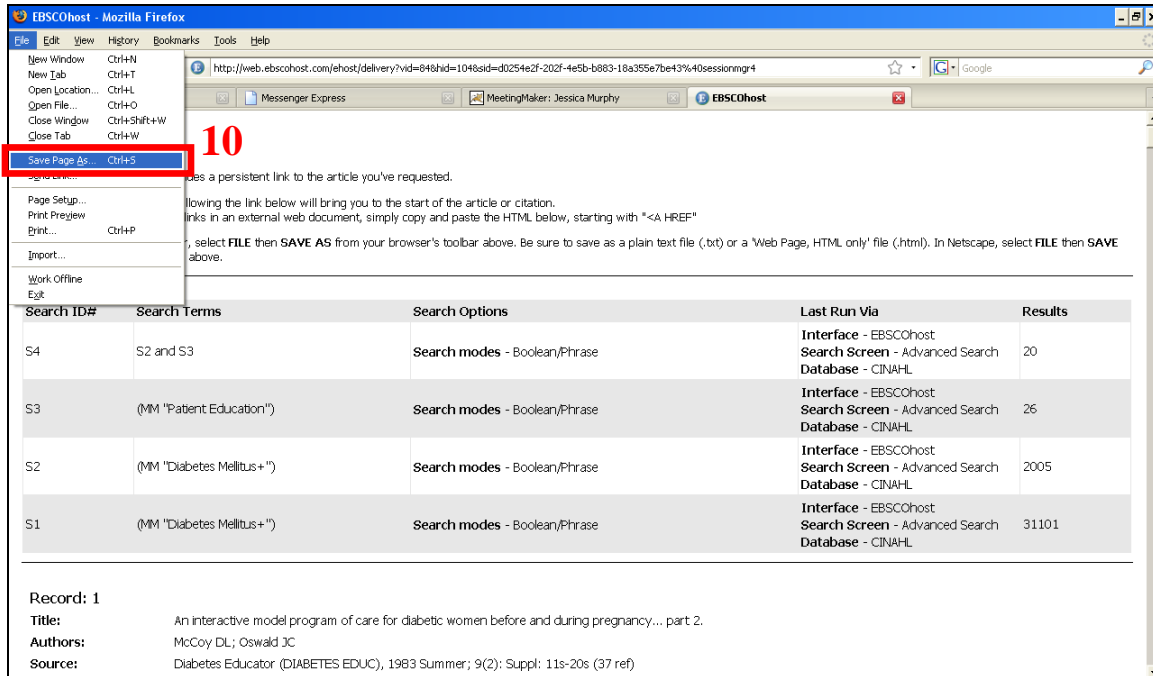 EBSCOhost - Mozilla Firefox
File Edit View History Bookmarks Tools Help
New Window Ctrl+N
New Tab Ctrl+T
Open Location... Ctrl+L
Open File... Ctrl+O
Close Window Ctrl+Shift+W
Close Tab Ctrl+W
Save Page As... Ctrl+S
Send Link...
Page Setup...
Print Preview
Print... Ctrl+P
Import...
Work Offline
Exit
http://web.ebscohost.com/ehost/delivery?vid=84&hid=104&sid=d0254e2f-202f-4e5b-b883-18a355e7be43%40sessionmgr4
G Google
Messenger Express MeetingMaker: Jessica Murphy EBSCOhost
10
a persistent link to the article you've requested.
the link below will bring you to the start of the article or citation.
in an external web document, simply copy and paste the HTML below, starting with "<A HREF"
select FILE then SAVE AS from your browser's toolbar above. Be sure to save as a plain text file (.txt) or a 'Web Page, HTML only' file (.html). In Netscape, select FILE then SAVE
above.
Search ID# Search Terms Search Options Last Run Via Results
S4 S2 and S3 Search modes - Boolean/Phrase Interface - EBSCOhost
Search Screen - Advanced Search
Database - CINAHL
20
S3 (MM "Patient Education") Search modes - Boolean/Phrase Interface - EBSCOhost
Search Screen - Advanced Search
Database - CINAHL
26
S2 (MM "Diabetes Mellitus+") Search modes - Boolean/Phrase Interface - EBSCOhost
Search Screen - Advanced Search
Database - CINAHL
2005
S1 (MM "Diabetes Mellitus+") Search modes - Boolean/Phrase Interface - EBSCOhost
Search Screen - Advanced Search
Database - CINAHL
31101
Record: 1
Title: An interactive model program of care for diabetic women before and during pregnancy... part 2.
Authors: McCoy DL; Oswald JC
Source: Diabetes Educator (DIABETES EDUC), 1983 Summer; 9(2): Suppl: 11s-20s (37 ref)